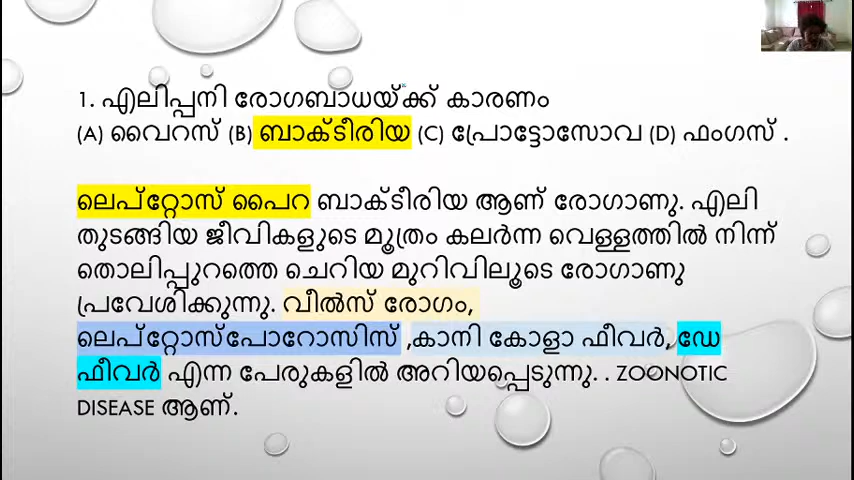 1. എലിപ്പനി രോഗബാധയ്ക്ക് കാരണം
(A) വൈറസ് (B) ബാക്ടീരിയ (C) പ്രോട്ടോസോവ (D) ഫംഗസ് .
ലെപ്റ്റോസ് പൈറ ബാക്ടീരിയ ആണ് രോഗാണു. എലി
തുടങ്ങിയ ജീവികളുടെ മൂത്രം കലർന്ന വെള്ളത്തിൽ നിന്ന്
തൊലിപ്പുറത്തെ ചെറിയ മുറിവിലൂടെ രോഗാണു
പ്രവേശിക്കുന്നു. വീൽസ് രോഗം,
ലെപ്റ്റോസ്പോറോസിസ് ,കാനി കോളാ ഫീവർ, ഡേ
ഫീവർ എന്ന പേരുകളിൽ അറിയപ്പെടുന്നു. . ZOONOTIC
DISEASE ആണ്.